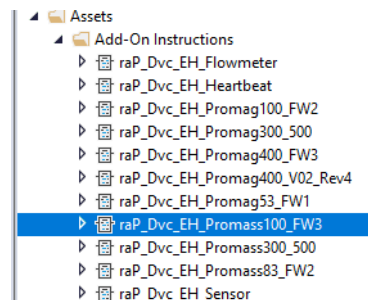 Assets
Add-On Instructions
raP_Dvc_EH_Flowmeter
raP_Dvc_EH_Heartbeat
raP_Dvc_EH_Promag100_FW2
raP_Dvc_EH_Promag300_500
raP_Dvc_EH_Promag400_FW3
raP_Dvc_EH_Promag400_V02_Rev4
raP_Dvc_EH_Promag53_FW1
raP_Dvc_EH_Promass100_FW3
raP_Dvc_EH_Promass300_500
raP_Dvc_EH_Promass83_FW2
raP_Dvc_EH_Sensor